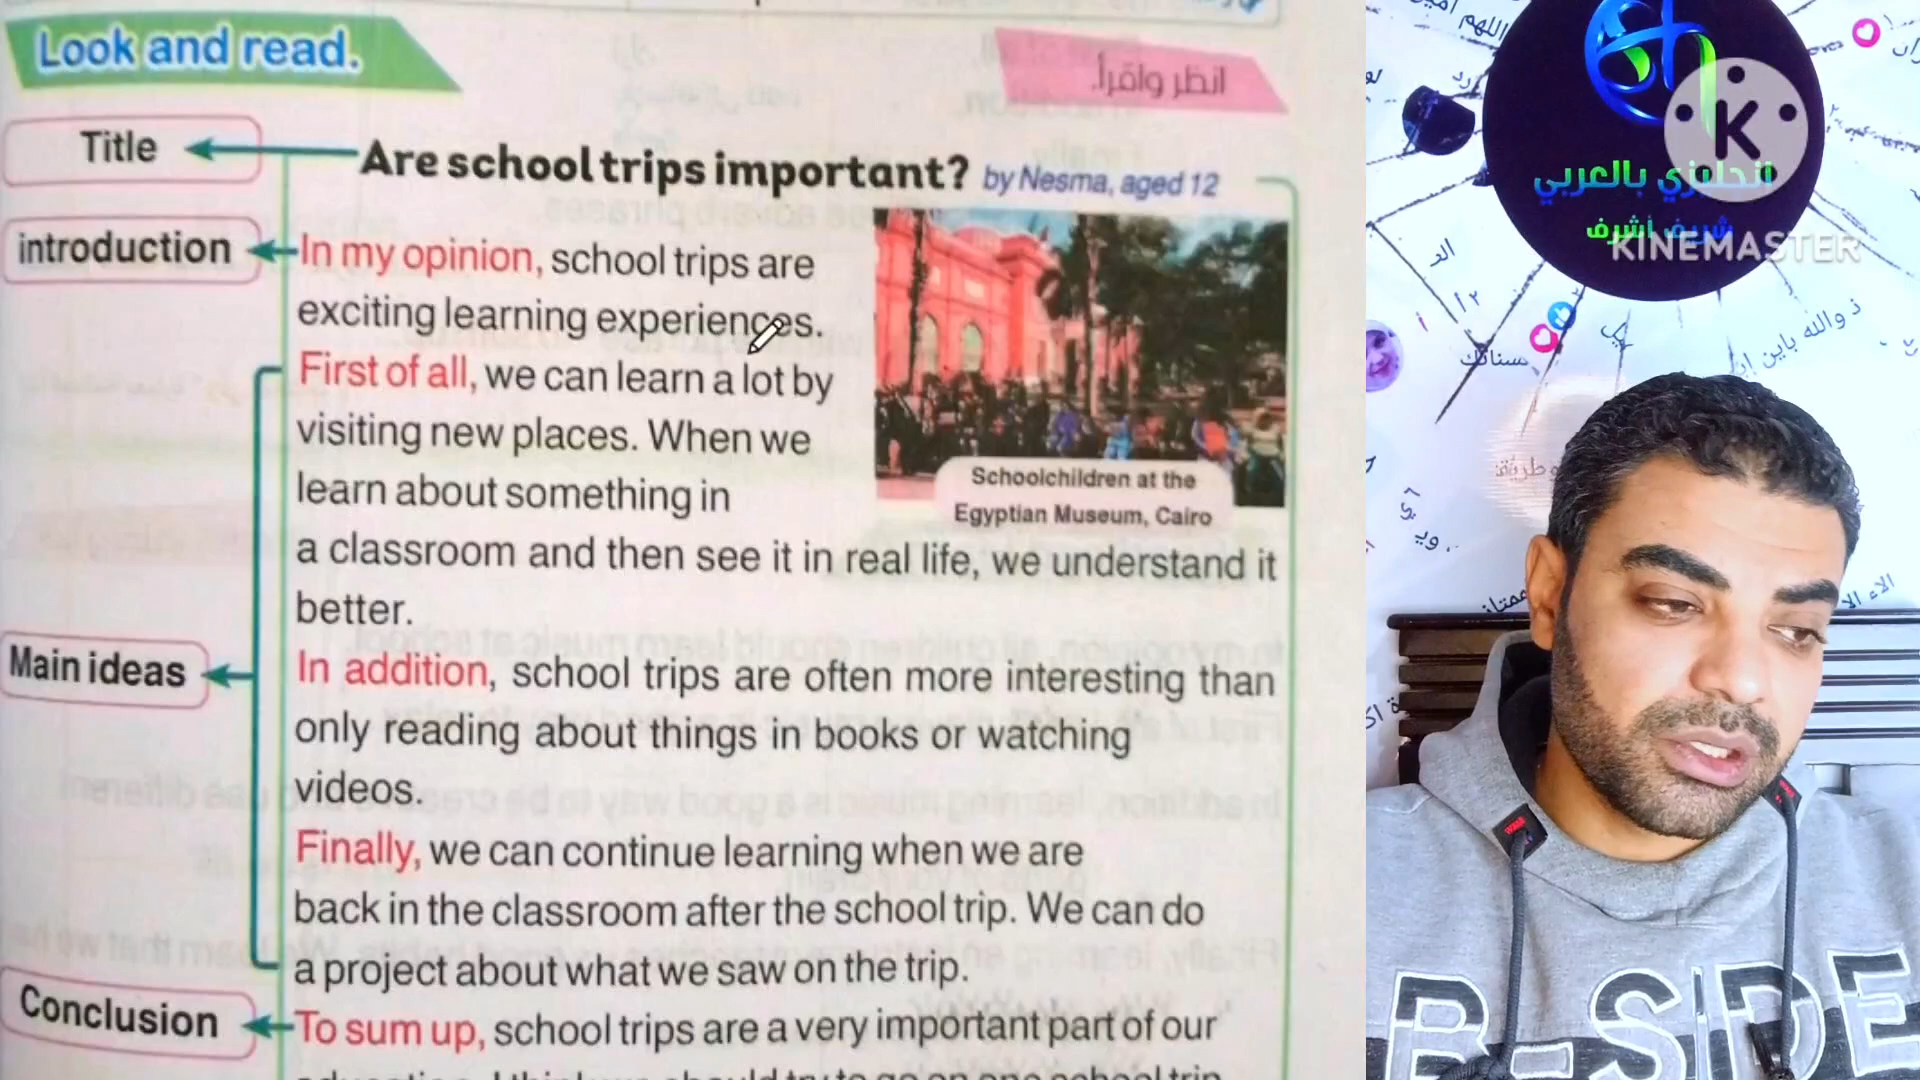 Look and read.
انظر واقرأ.
Title
Are school trips important? by Nesma, aged 12
introduction
In my opinion, school trips are
exciting learning experiences.
First of all, we can learn a lot by
visiting new places. When we
learn about something in
a classroom and then see it in real life, we understand it
better.
Schoolchildren at the
Egyptian Museum, Cairo
Main ideas
In addition, school trips are often more interesting than
only reading about things in books or watching
videos.
Finally, we can continue learning when we are
back in the classroom after the school trip. We can do
a project about what we saw on the trip.
Conclusion
To sum up, school trips are a very important part of our
K
انجليزي بالعربي
شريف أشرف
KINEMASTER
اللهم
ذ والله باين
B-SIDE